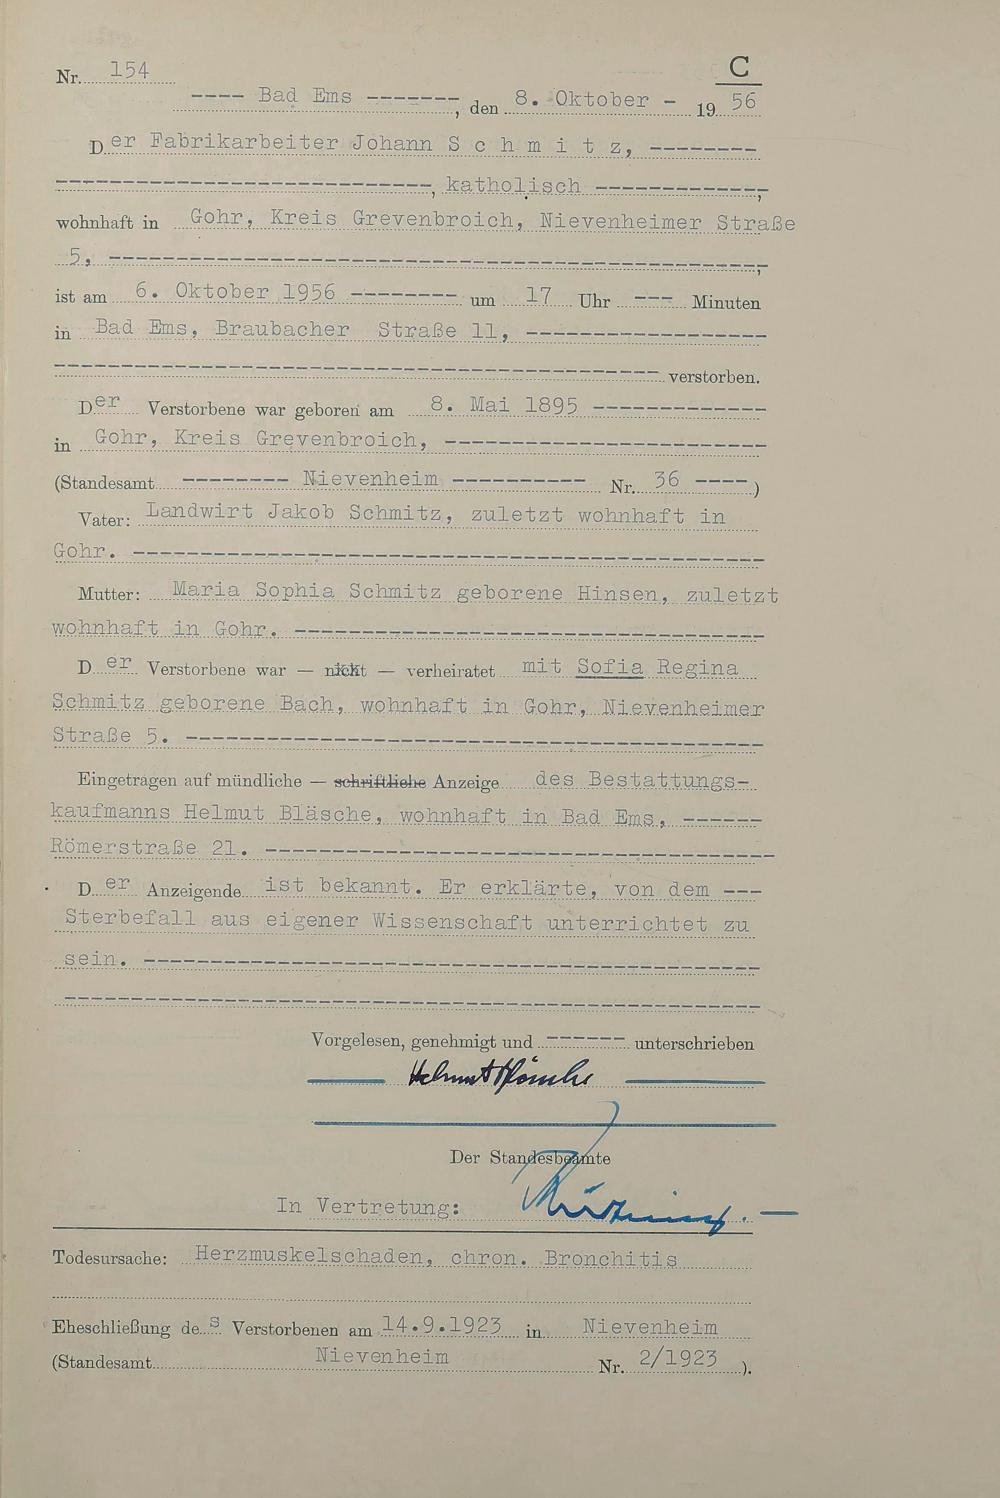 C
Nr. 154
---- Bad Ems -------, den 8. Oktober - 19 56
Der Fabrikarbeiter Johann S c h m i t z, --------
----------------------------, katholisch -------------,
wohnhaft in Gohr, Kreis Grevenbroich, Nievenheimer Straße
5, ------------------------------------------------,
ist am 6. Oktober 1956 -------- um 17 Uhr --- Minuten
in Bad Ems, Braubacher Straße 11, ------------------
--------------------------------------------- verstorben.
Der Verstorbene war geboren am 8. Mai 1895 -------------
in Gohr, Kreis Grevenbroich, ------------------------
(Standesamt -------- Nievenheim ---------- Nr. 36 ----)
Vater: Landwirt Jakob Schmitz, zuletzt wohnhaft in
Gohr. -----------------------------------------------
Mutter: Maria Sophia Schmitz geborene Hinsen, zuletzt
wohnhaft in Gohr. -----------------------------------
Der Verstorbene war — nicht — verheiratet mit Sofia Regina
Schmitz geborene Bach, wohnhaft in Gohr, Nievenheimer
Straße 5. -------------------------------------------
Eingetragen auf mündliche — schriftliche Anzeige des Bestattungs-
kaufmanns Helmut Bläsche, wohnhaft in Bad Ems, ------
Römerstraße 21. --------------------------------------
Der Anzeigende ist bekannt. Er erklärte, von dem ---
Sterbefall aus eigener Wissenschaft unterrichtet zu
sein. ----------------------------------------------
----------------------------------------------------
Vorgelesen, genehmigt und ------ unterschrieben
Helmut Bläsche
Der Standesbeamte
In Vertretung:
Todesursache: Herzmuskelschaden, chron. Bronchitis
Eheschließung des Verstorbenen am 14.9.1923 in Nievenheim
(Standesamt Nievenheim Nr. 2/1923 ).